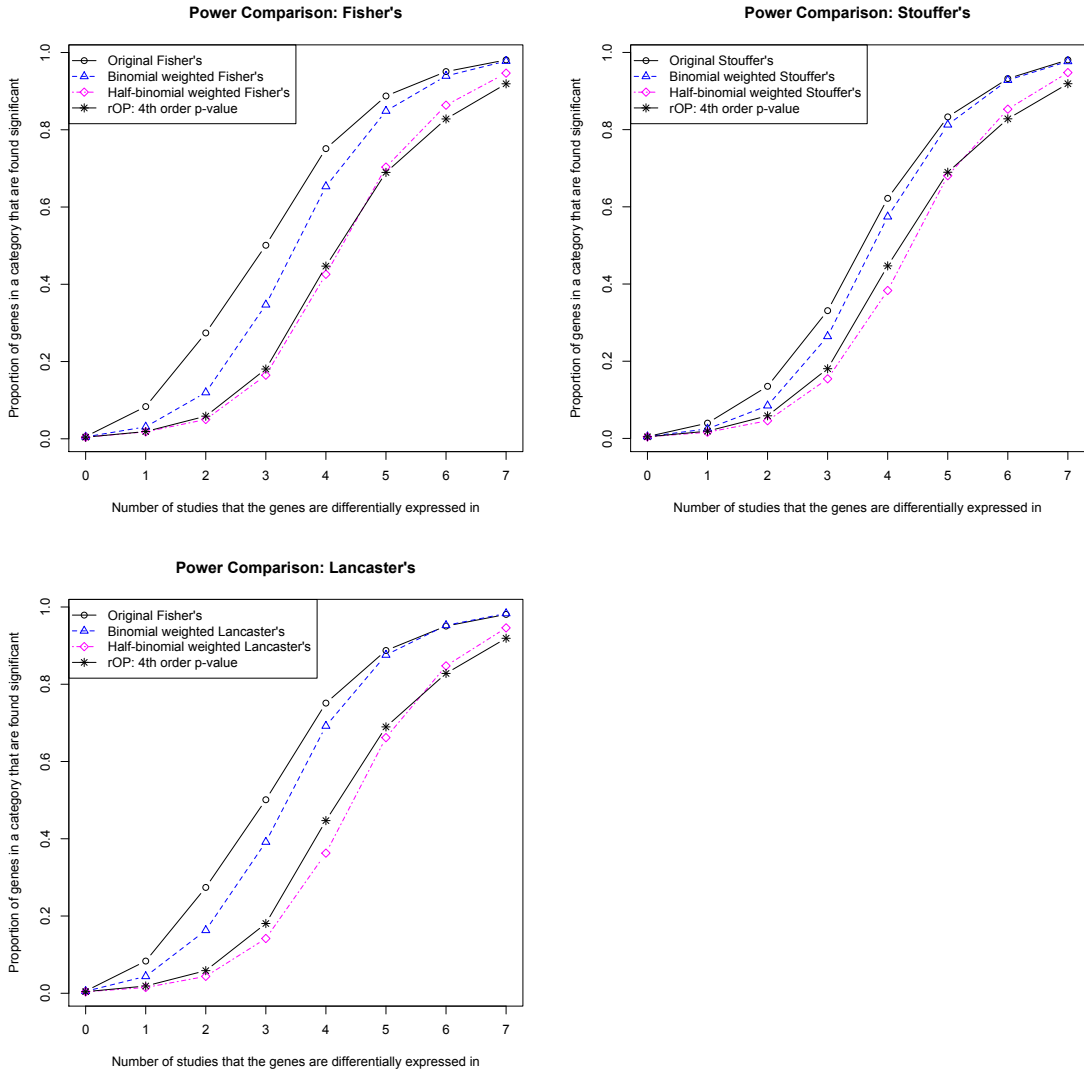 Power Comparison: Fisher's
Proportion of genes in a category that are found significant
1.0
0.8
0.6
0.4
0.2
0.0
Original Fisher's
Binomial weighted Fisher's
Half-binomial weighted Fisher's
rOP: 4th order p-value
0 1 2 3 4 5 6 7
Number of studies that the genes are differentially expressed in
Power Comparison: Stouffer's
Proportion of genes in a category that are found significant
1.0
0.8
0.6
0.4
0.2
0.0
Original Stouffer's
Binomial weighted Stouffer's
Half-binomial weighted Stouffer's
rOP: 4th order p-value
0 1 2 3 4 5 6 7
Number of studies that the genes are differentially expressed in
Power Comparison: Lancaster's
Proportion of genes in a category that are found significant
1.0
0.8
0.6
0.4
0.2
0.0
Original Fisher's
Binomial weighted Lancaster's
Half-binomial weighted Lancaster's
rOP: 4th order p-value
0 1 2 3 4 5 6 7
Number of studies that the genes are differentially expressed in